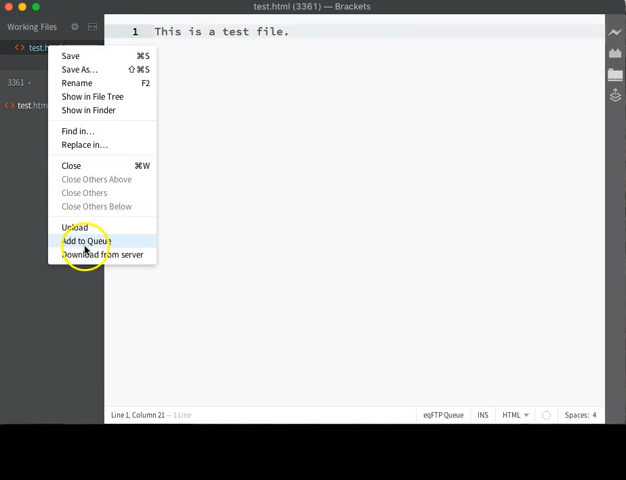 test.html (3361) — Brackets
Working Files
test.h
1 This is a test file.
Save ⌘S
Save As… ⇧⌘S
Rename F2
Show in File Tree
Show in Finder
Find in…
Replace in…
Close ⌘W
Close Others Above
Close Others
Close Others Below
Upload
Add to Queue
Download from server
3361
test.htm
Line 1, Column 21 — 1 Line
eqFTP Queue
INS
HTML
Spaces: 4